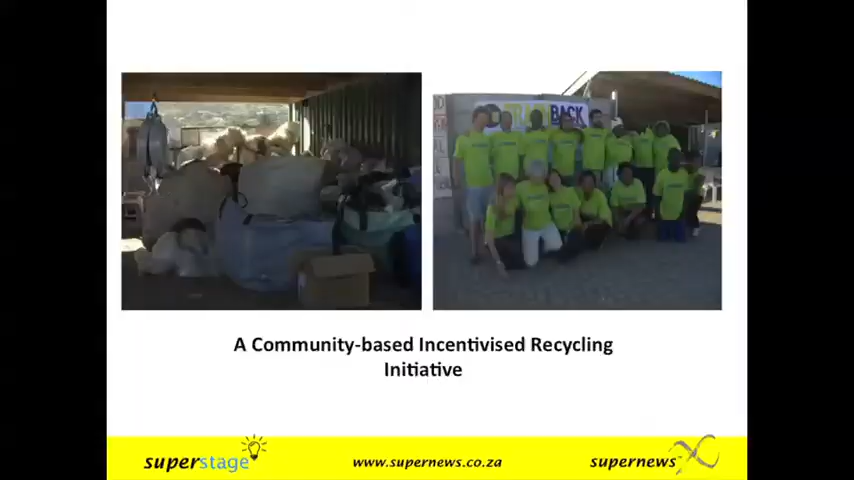 BACK
A Community-based Incentivised Recycling
Initiative
superstage
www.supernews.co.za
supernews